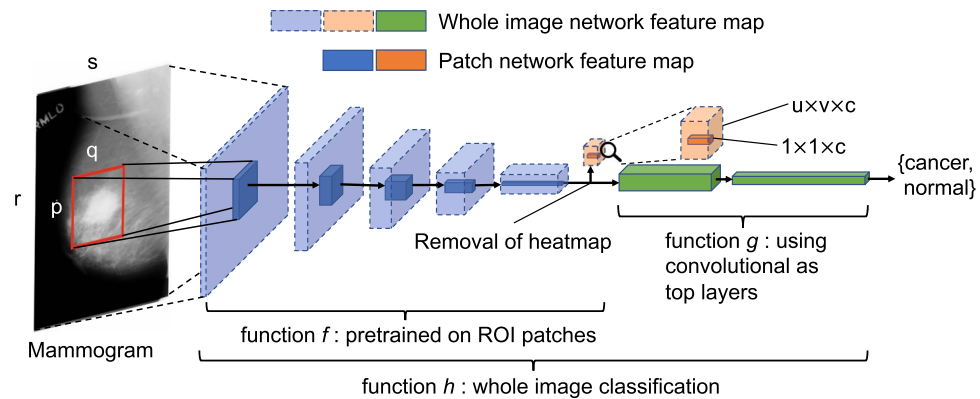 Whole image network feature map
Patch network feature map
s
RMLO
q
r
p
u×v×c
1×1×c
{cancer,
normal}
Removal of heatmap
function g : using
convolutional as
top layers
function f : pretrained on ROI patches
Mammogram
function h : whole image classification